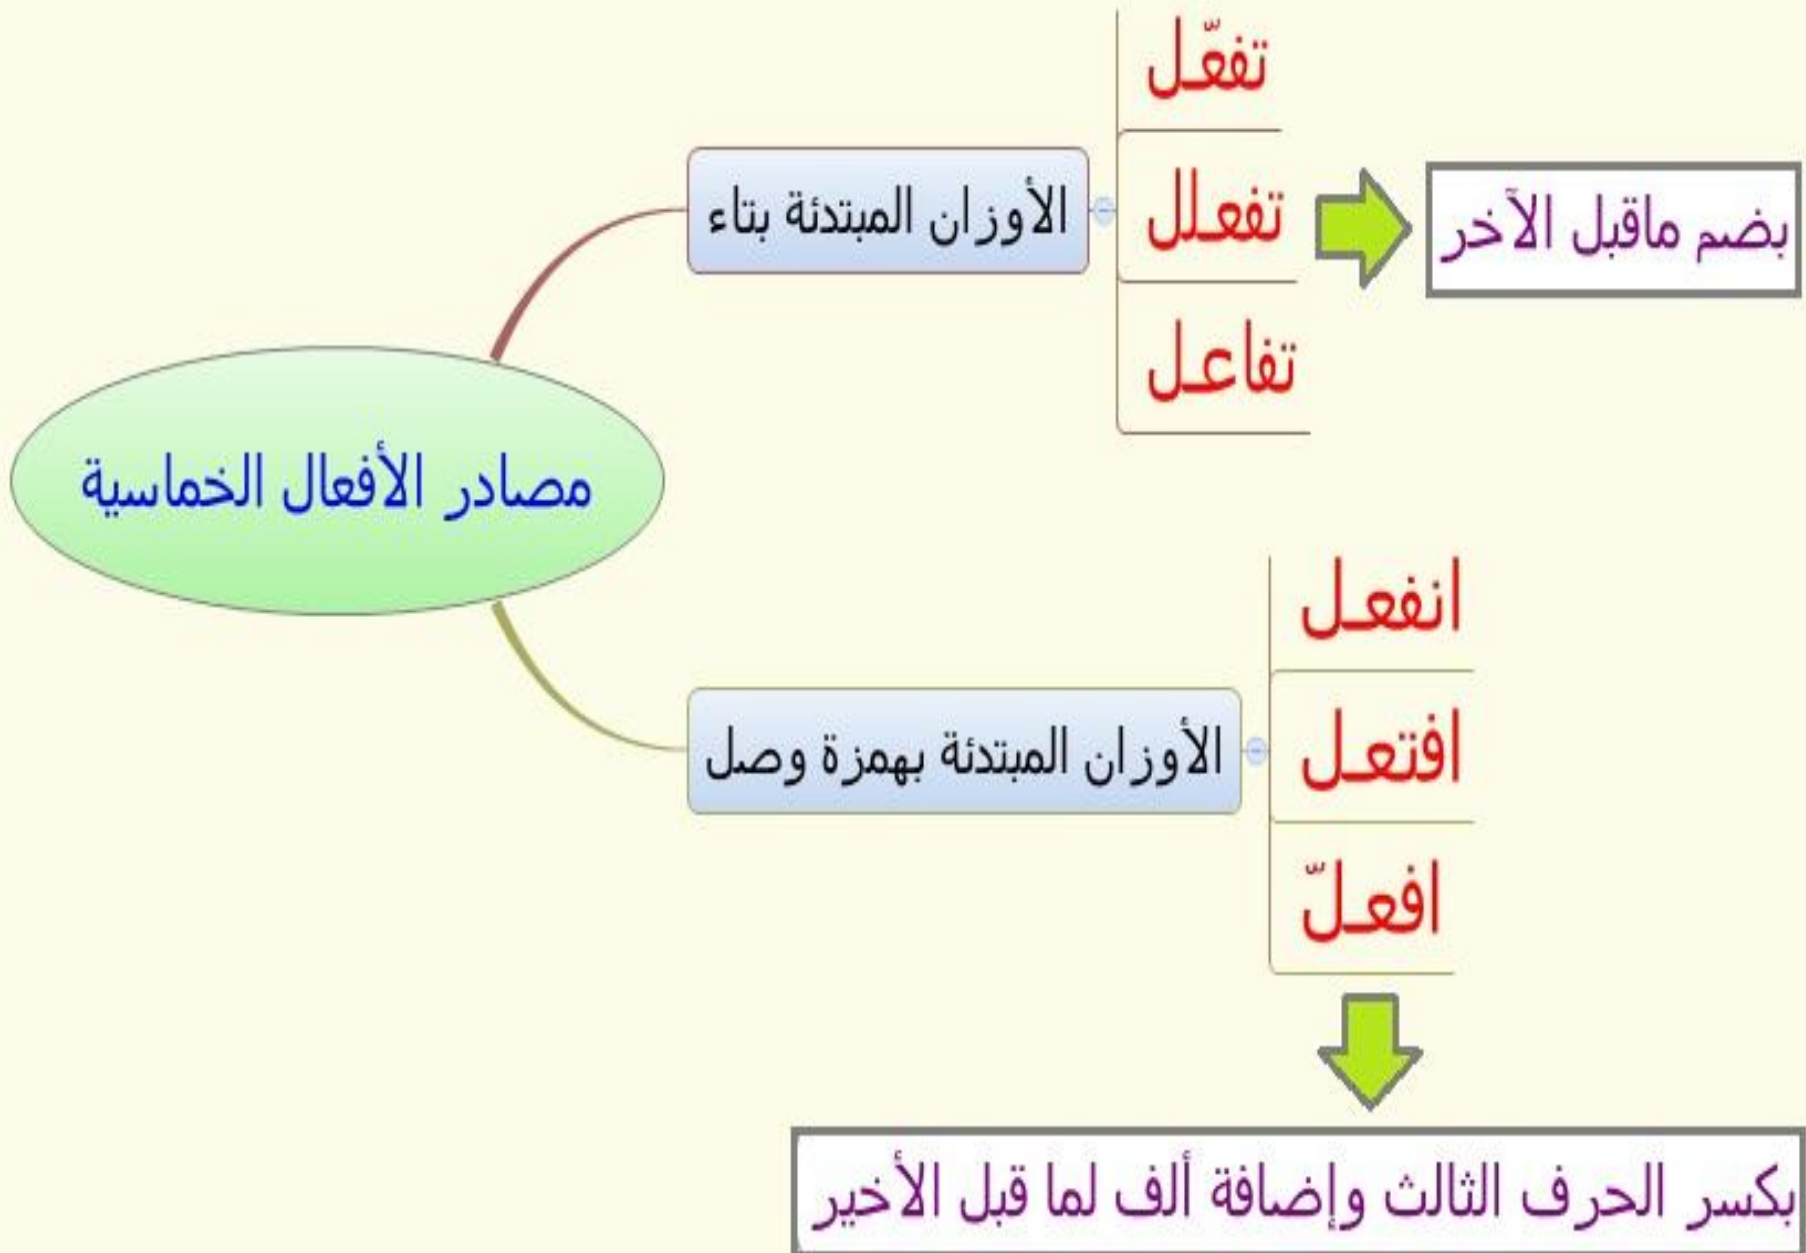 مصادر الأفعال الخماسية
الأوزان المبتدئة بتاء
تفعّل
تفعلل
تفاعل
بضم ماقبل الآخر
الأوزان المبتدئة بهمزة وصل
انفعل
افتعل
افعلّ
بكسر الحرف الثالث وإضافة ألف لما قبل الأخير